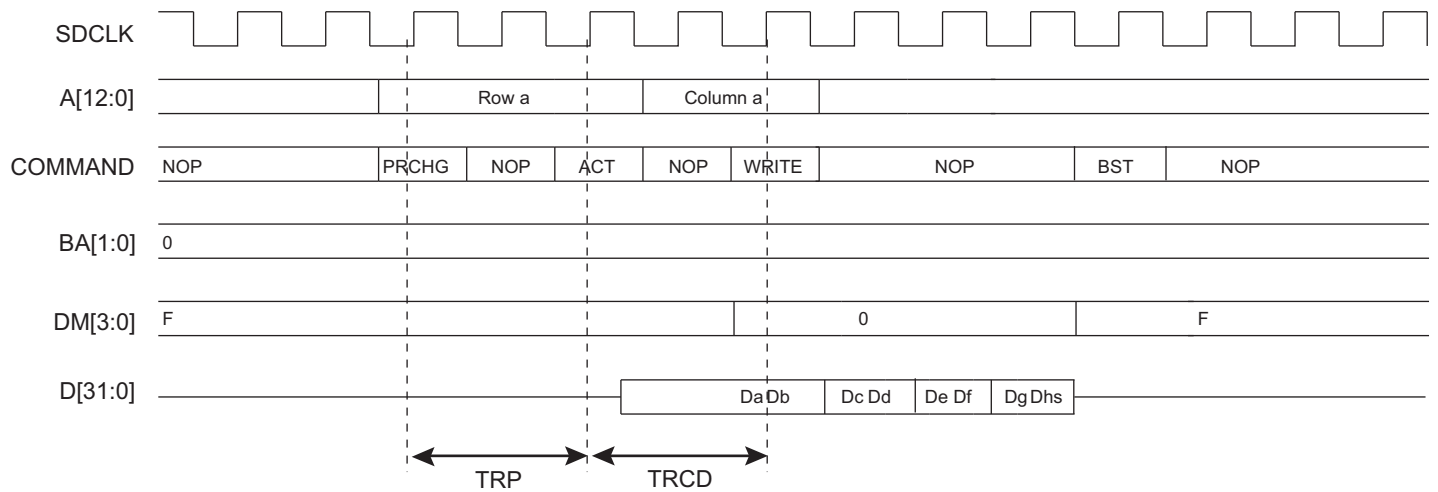 SDCLK
A[12:0] Row a Column a
COMMAND NOP PRCHG NOP ACT NOP WRITE NOP BST NOP
BA[1:0] 0
DM[3:0] F 0 F
D[31:0] Da Db Dc Dd De Df Dg Dhs
TRP TRCD